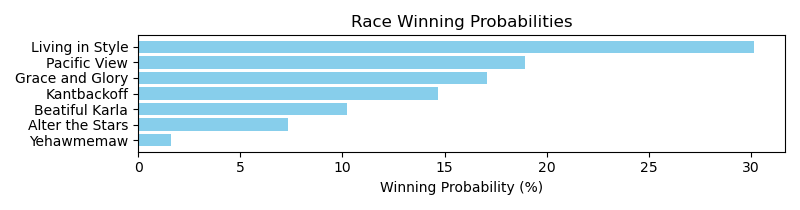 Race Winning Probabilities
Living in Style
Pacific View
Grace and Glory
Kantbackoff
Beatiful Karla
Alter the Stars
Yehawmemaw
0 5 10 15 20 25 30
Winning Probability (%)